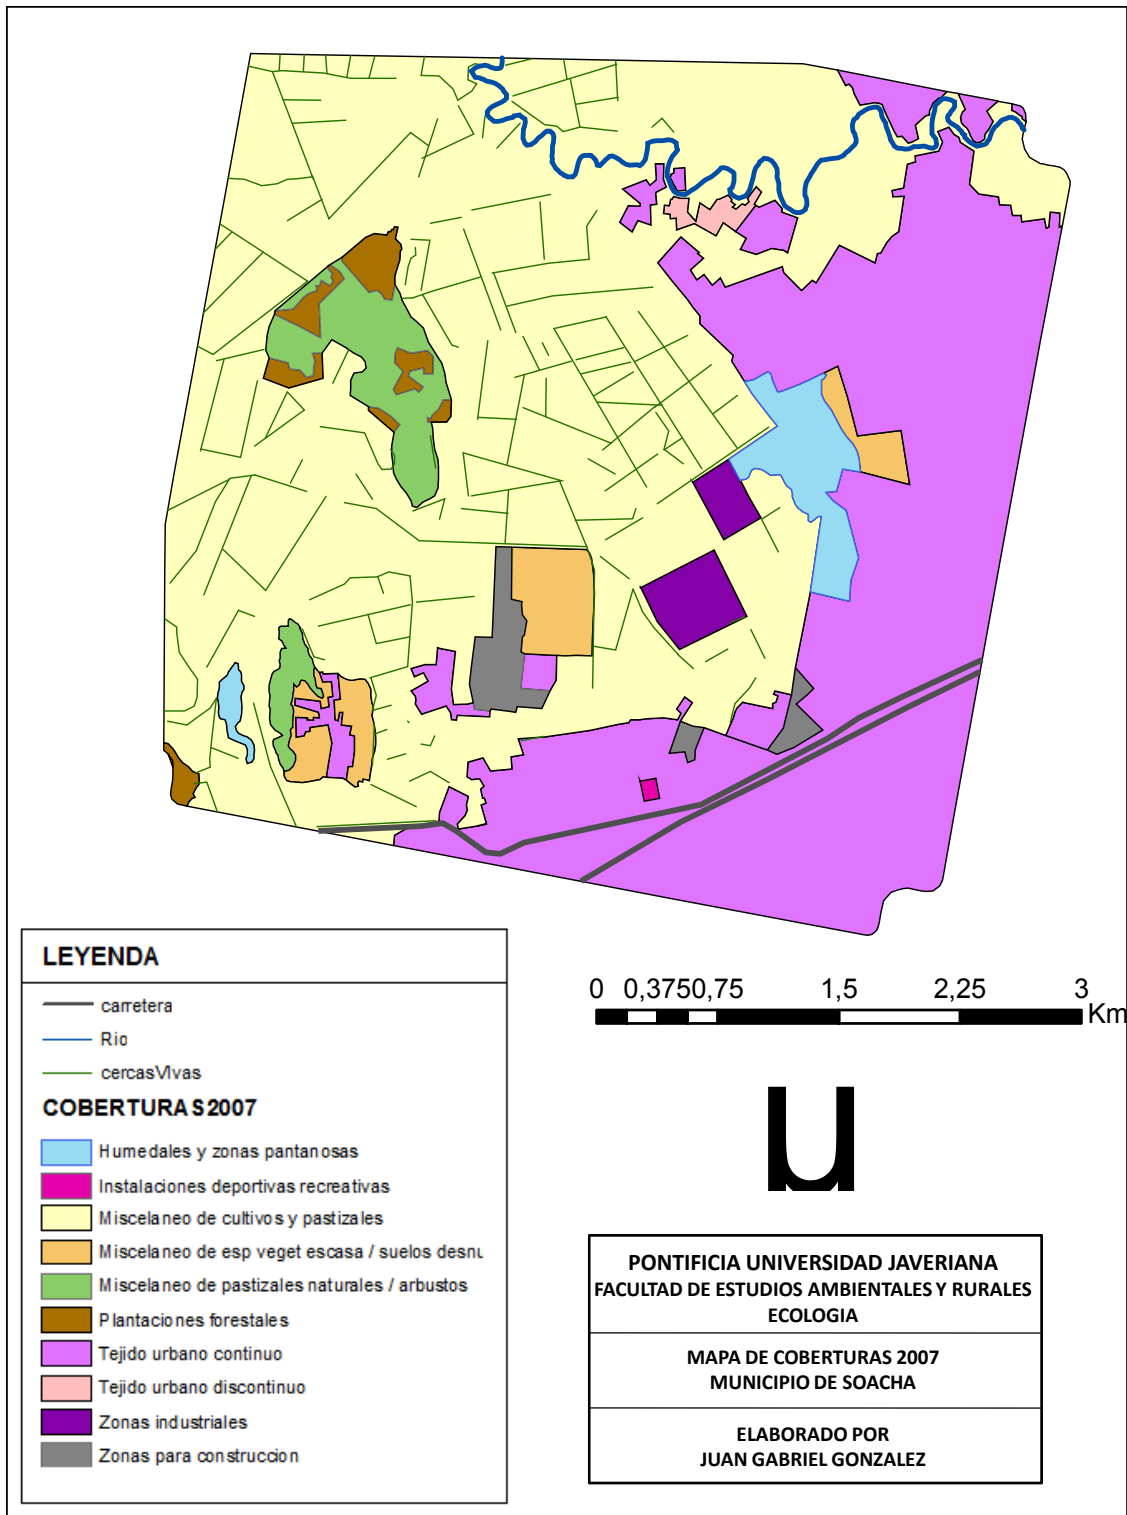 LEYENDA
carretera
Rio
cercasVIvas
COBERTURAS2007
Humedales y zonas pantanosas
Instalaciones deportivas recreativas
Miscelaneo de cultivos y pastizales
Miscelaneo de esp veget escasa / suelos desnu
Miscelaneo de pastizales naturales / arbustos
Plantaciones forestales
Tejido urbano continuo
Tejido urbano discontinuo
Zonas industriales
Zonas para construccion
0 0,3750,75 1,5 2,25 3
Km
u
PONTIFICIA UNIVERSIDAD JAVERIANA
FACULTAD DE ESTUDIOS AMBIENTALES Y RURALES
ECOLOGIA
MAPA DE COBERTURAS 2007
MUNICIPIO DE SOACHA
ELABORADO POR
JUAN GABRIEL GONZALEZ